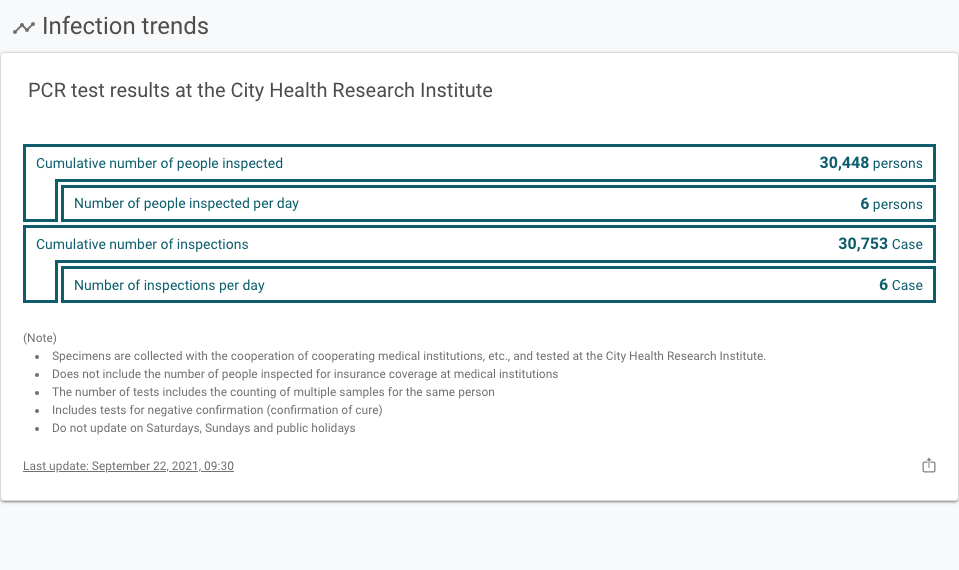 Infection trends
PCR test results at the City Health Research Institute
Cumulative number of people inspected 30,448 persons
Number of people inspected per day 6 persons
Cumulative number of inspections 30,753 Case
Number of inspections per day 6 Case
(Note)
Specimens are collected with the cooperation of cooperating medical institutions, etc., and tested at the City Health Research Institute.
Does not include the number of people inspected for insurance coverage at medical institutions
The number of tests includes the counting of multiple samples for the same person
Includes tests for negative confirmation (confirmation of cure)
Do not update on Saturdays, Sundays and public holidays
Last update: September 22, 2021, 09:30